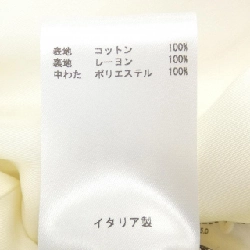 表地 コットン 100%
裏地 レーヨン 100%
中わた ポリエステル 100%
イタリア製